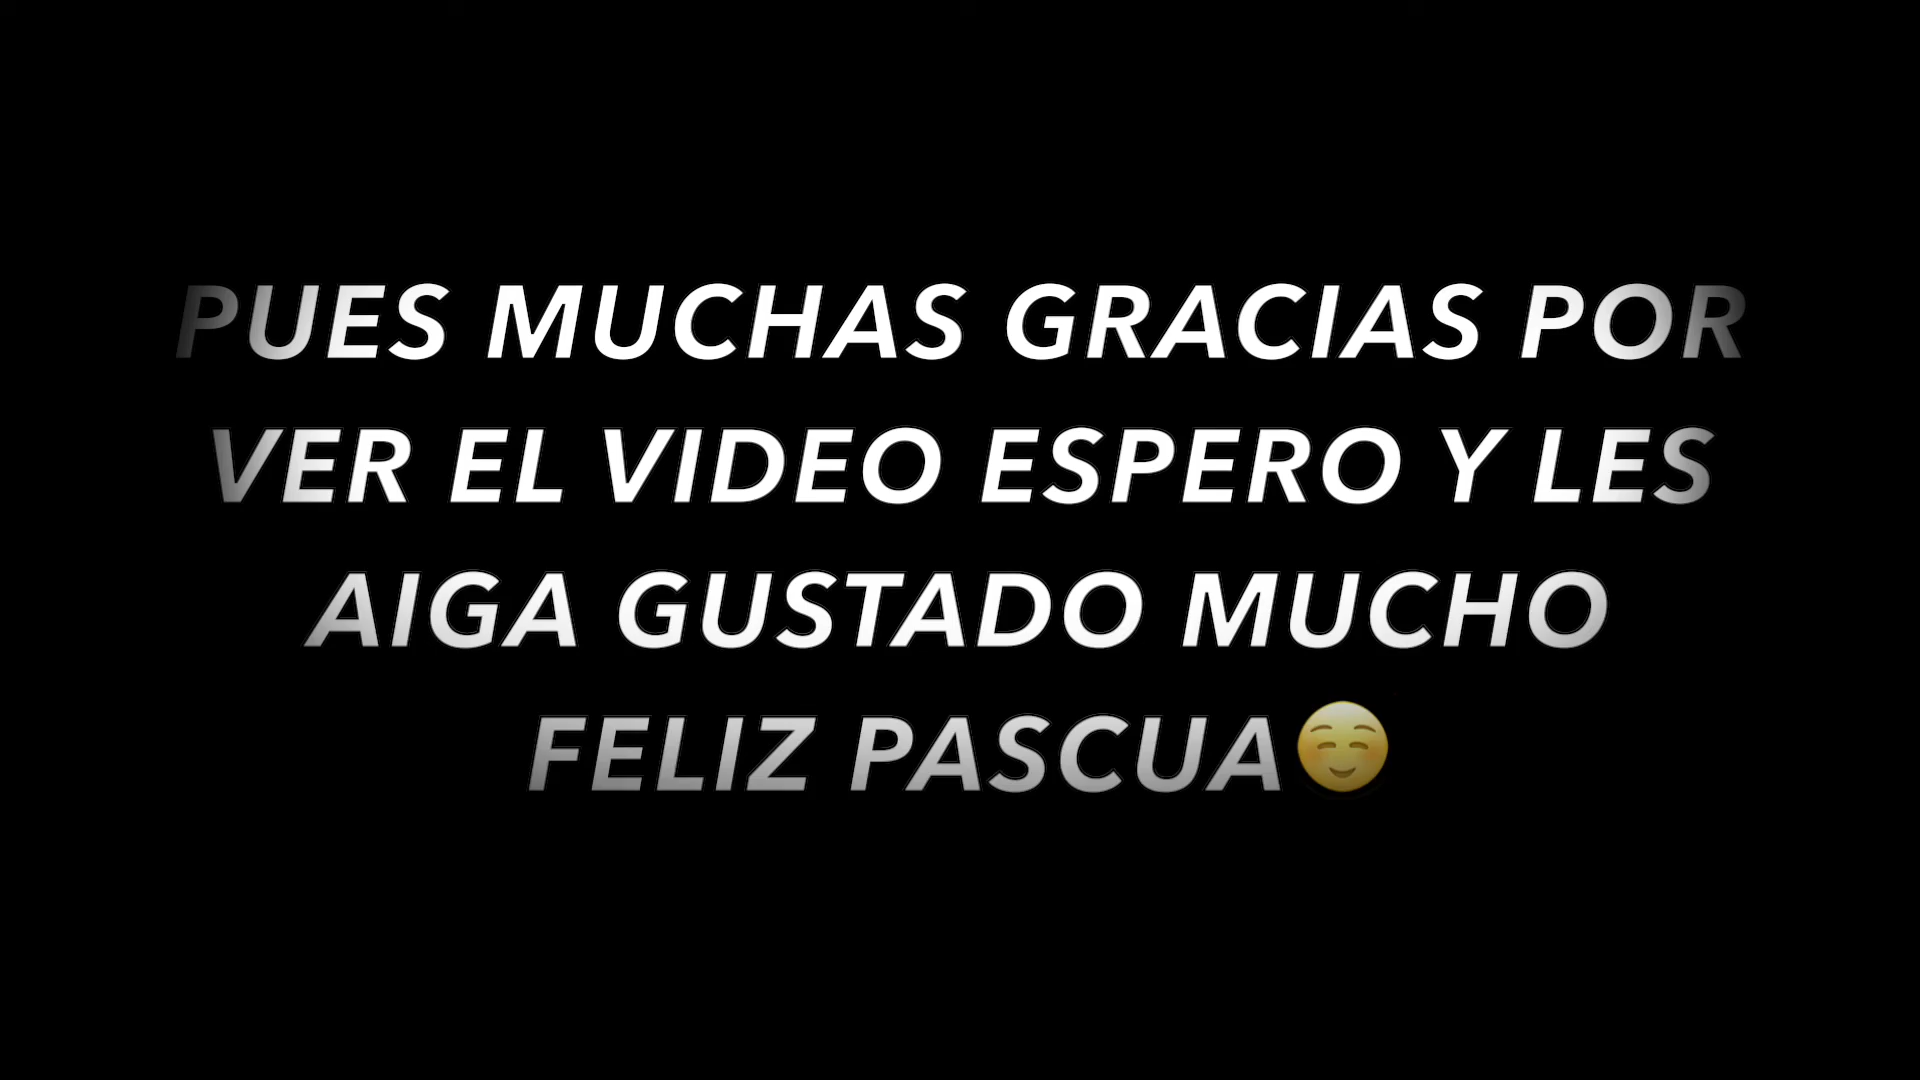 PUES MUCHAS GRACIAS POR
VER EL VIDEO ESPERO Y LES
AIGA GUSTADO MUCHO
FELIZ PASCUA☺️